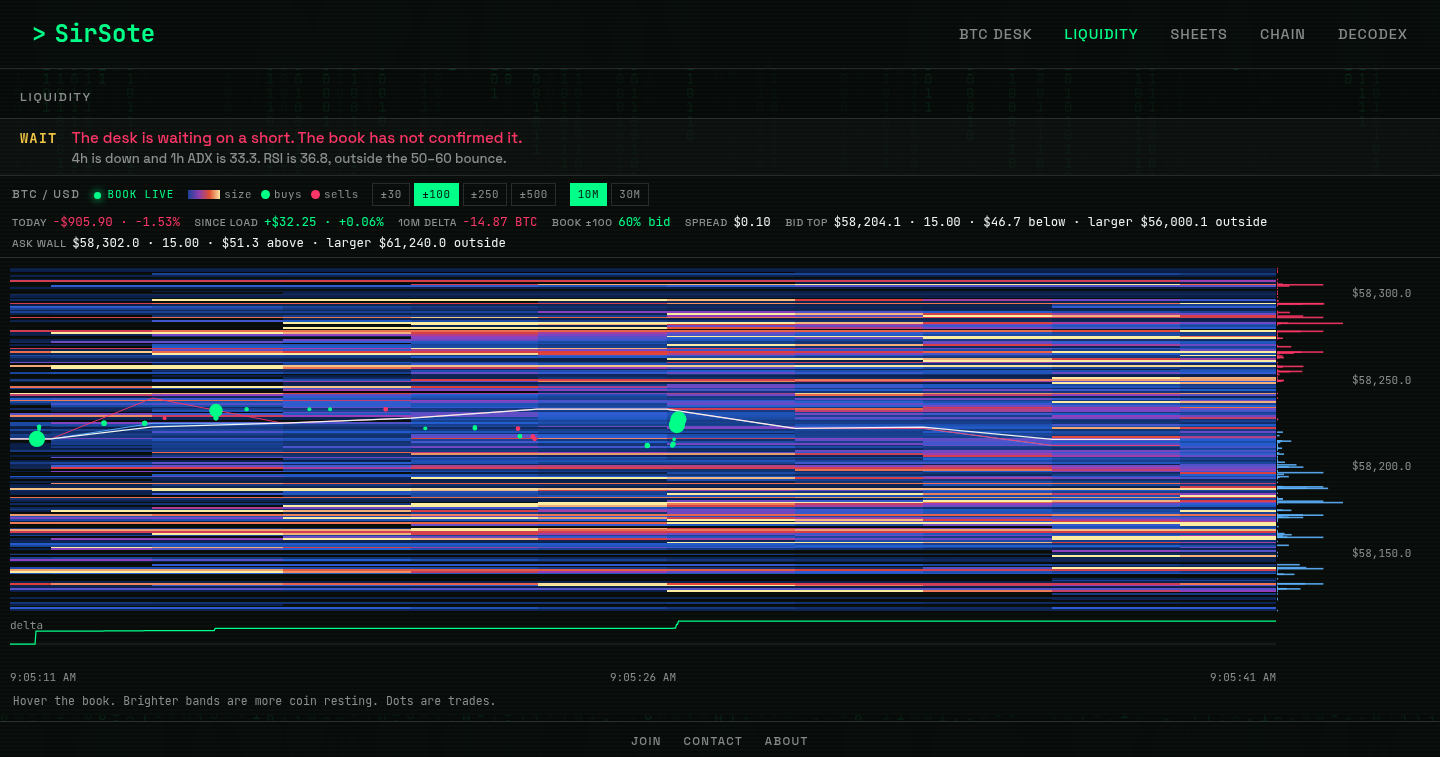 > SirSote
BTC DESK LIQUIDITY SHEETS CHAIN DECODEX
LIQUIDITY
WAIT The desk is waiting on a short. The book has not confirmed it.
4h is down and 1h ADX is 33.3. RSI is 36.8, outside the 50–60 bounce.
BTC / USD BOOK LIVE size buys sells ±30 ±100 ±250 ±500 10M 30M
TODAY -$905.90 · -1.53% SINCE LOAD +$32.25 · +0.06% 10M DELTA -14.87 BTC BOOK ±100 60% bid SPREAD $0.10 BID TOP $58,204.1 · 15.00 · $46.7 below · larger $56,000.1 outside
ASK WALL $58,302.0 · 15.00 · $51.3 above · larger $61,240.0 outside
$58,300.0
$58,250.0
$58,200.0
$58,150.0
delta
9:05:11 AM 9:05:26 AM 9:05:41 AM
Hover the book. Brighter bands are more coin resting. Dots are trades.
JOIN CONTACT ABOUT